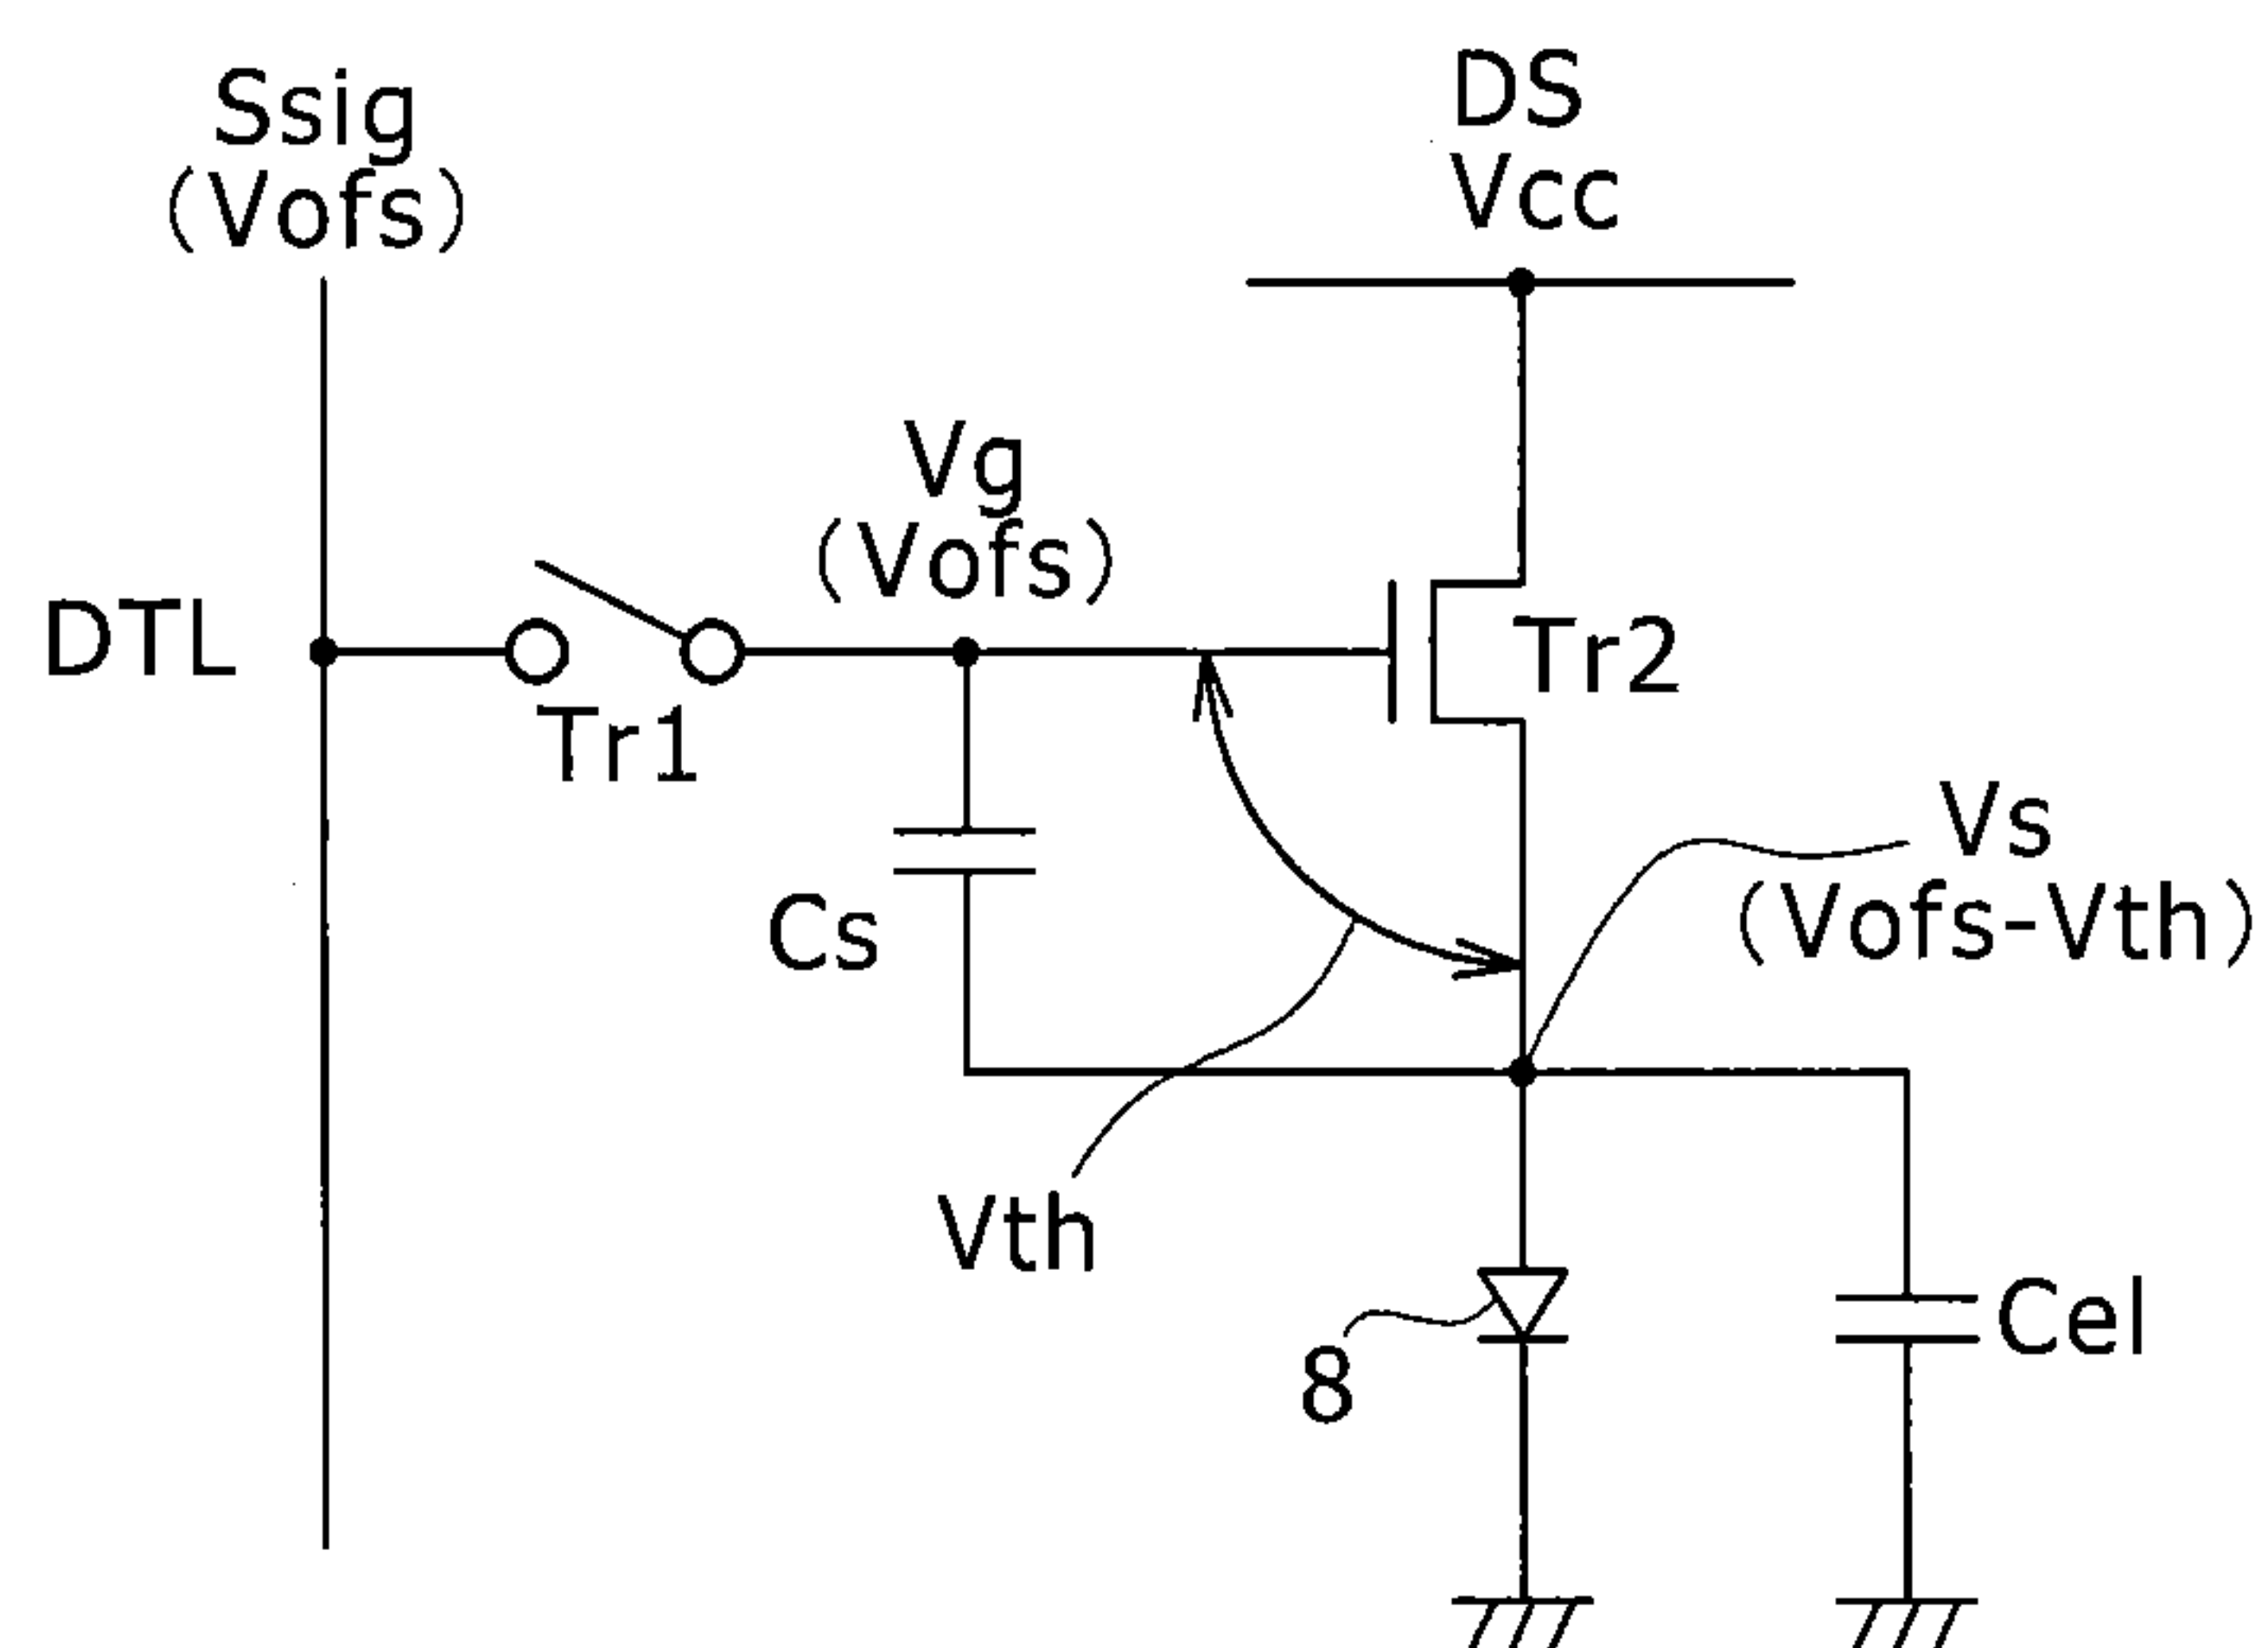 Ssig
(Vofs)
DS
Vcc
Vg
(Vofs)
DTL
Tr1
Tr2
Cs
Vs
(Vofs-Vth)
Vth
8
Cel